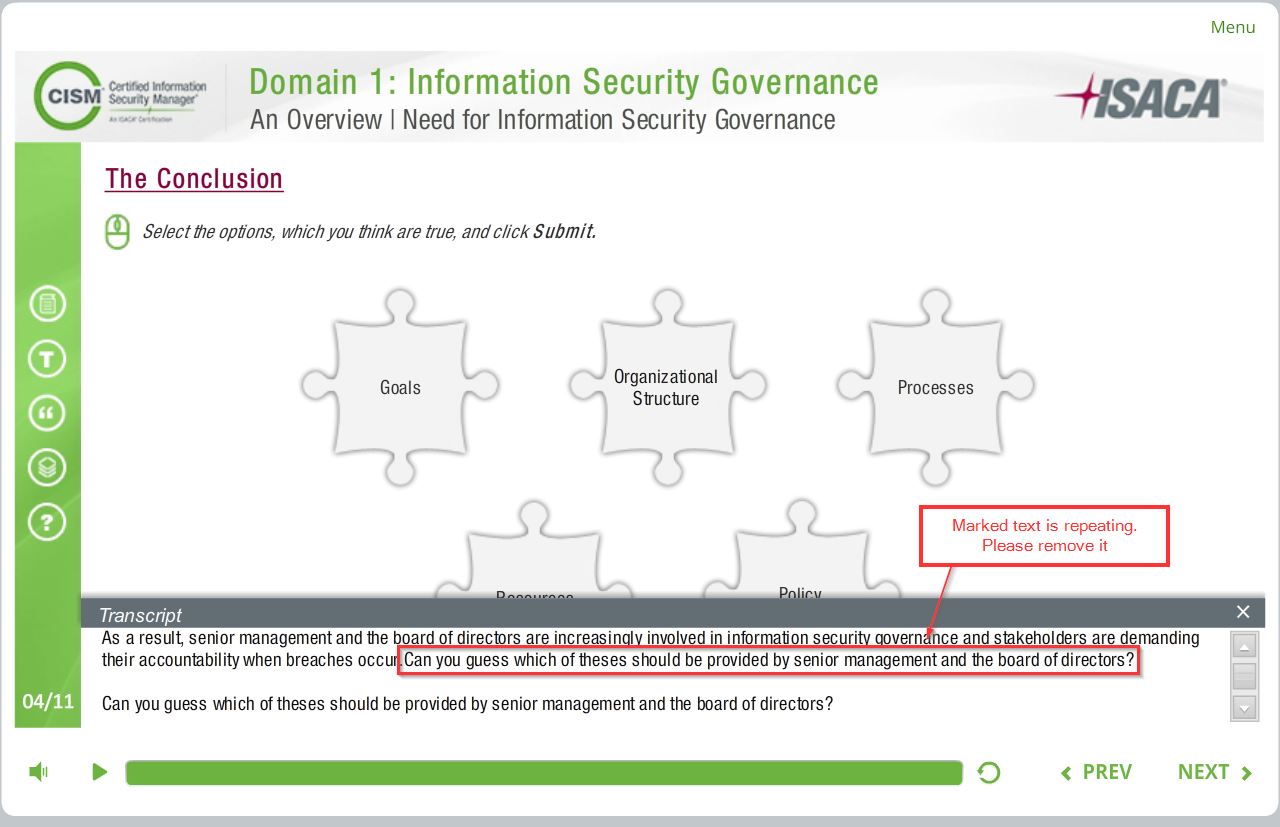 Menu
CISM
Certified Information
Security Manager®
An ISACA® Certification
Domain 1: Information Security Governance
An Overview | Need for Information Security Governance
ISACA®
The Conclusion
Select the options, which you think are true, and click Submit.
Goals
Organizational
Structure
Processes
Marked text is repeating.
Please remove it
Resources
Policy
Transcript
As a result, senior management and the board of directors are increasingly involved in information security governance and stakeholders are demanding
their accountability when breaches occur.Can you guess which of theses should be provided by senior management and the board of directors?
Can you guess which of theses should be provided by senior management and the board of directors?
04/11
PREV
NEXT